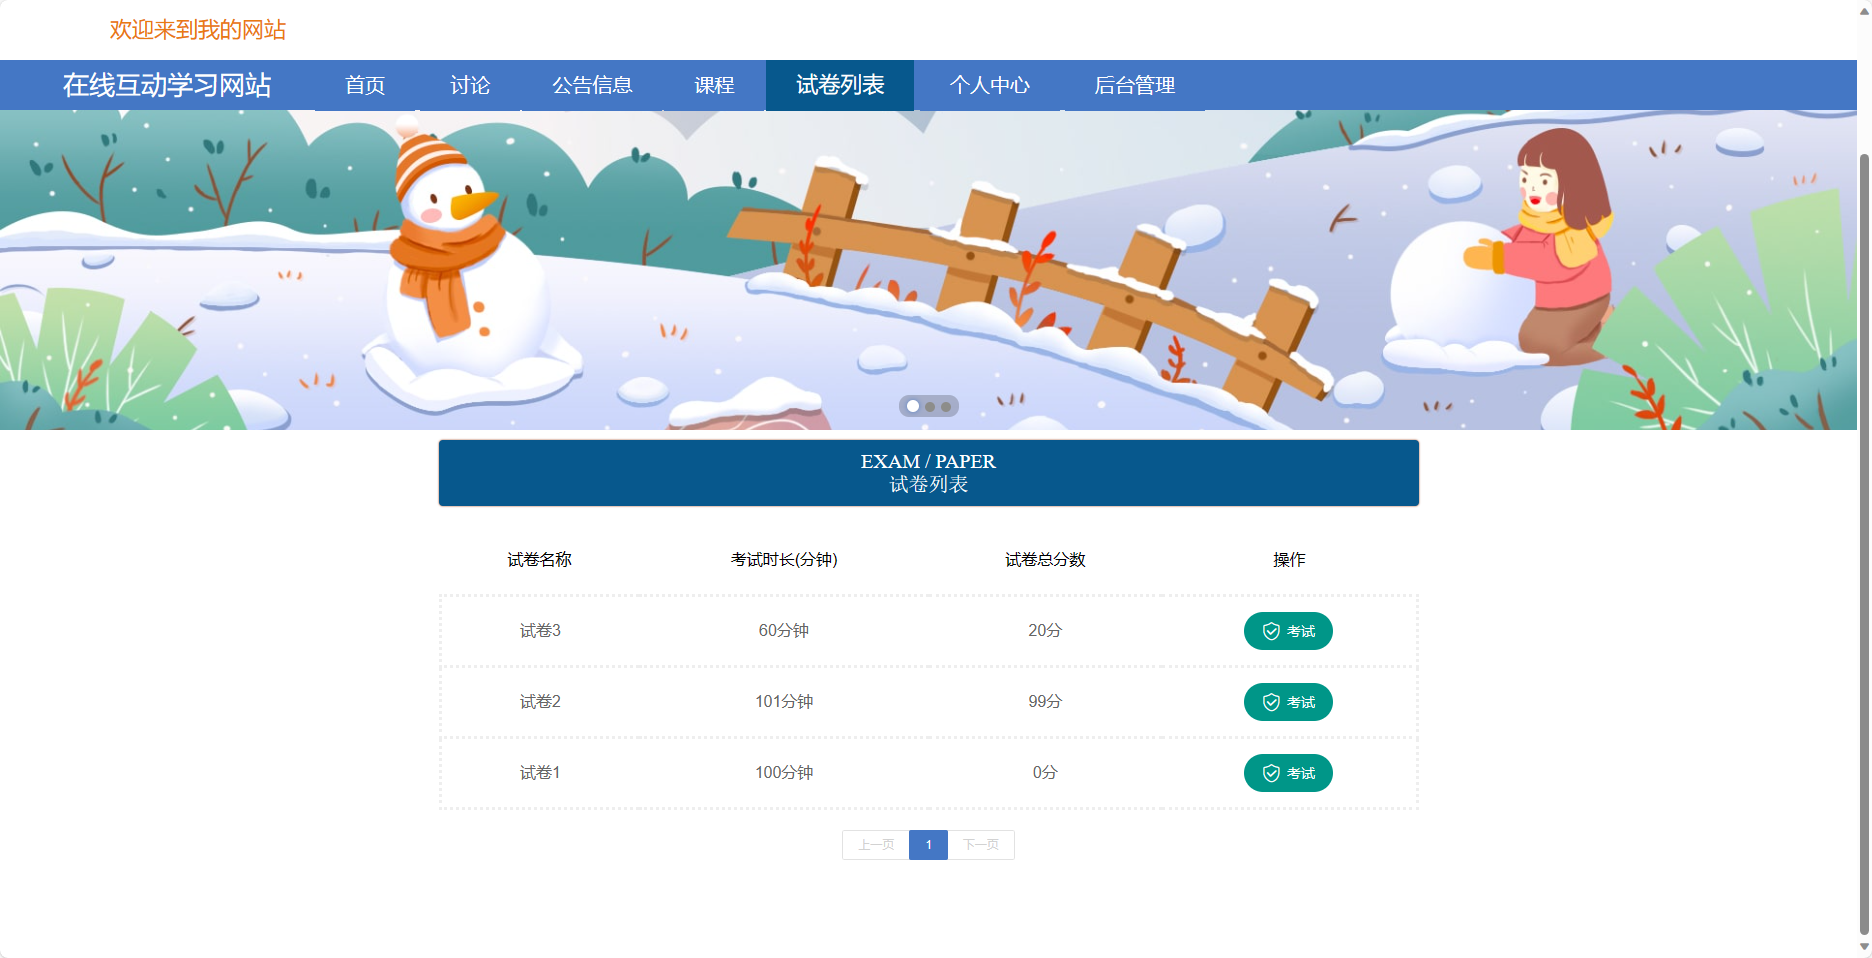 欢迎来到我的网站
在线互动学习网站 首页 讨论 公告信息 课程 试卷列表 个人中心 后台管理
EXAM / PAPER
试卷列表
试卷名称 考试时长(分钟) 试卷总分数 操作
试卷3 60分钟 20分 考试
试卷2 101分钟 99分 考试
试卷1 100分钟 0分 考试
上一页 1 下一页